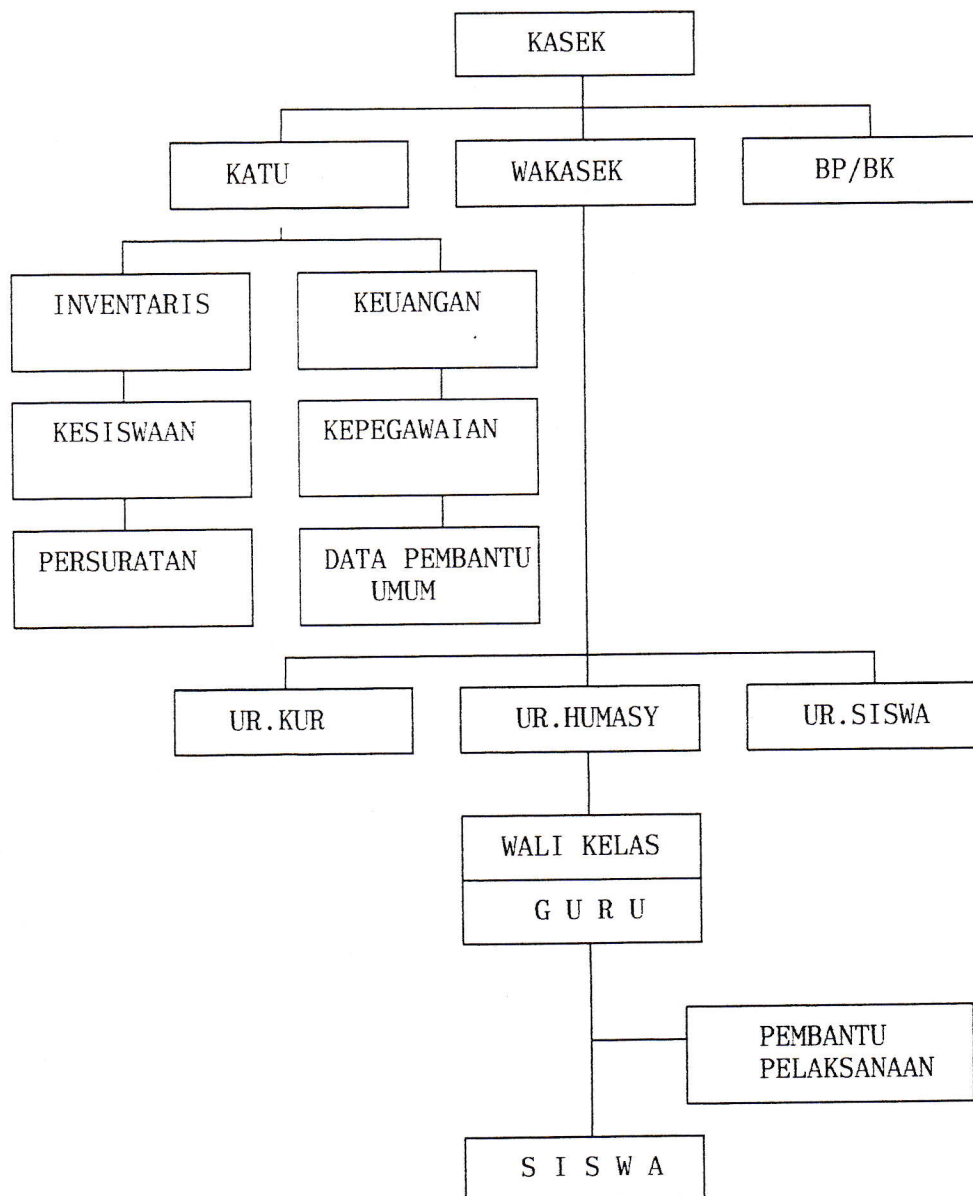 KASEK
KATU
WAKASEK
BP/BK
INVENTARIS
KEUANGAN
KESISWAAN
KEPEGAWAIAN
PERSURATAN
DATA PEMBANTU
UMUM
UR.KUR
UR.HUMASY
UR.SISWA
WALI KELAS
G U R U
PEMBANTU
PELAKSANAAN
S I S W A